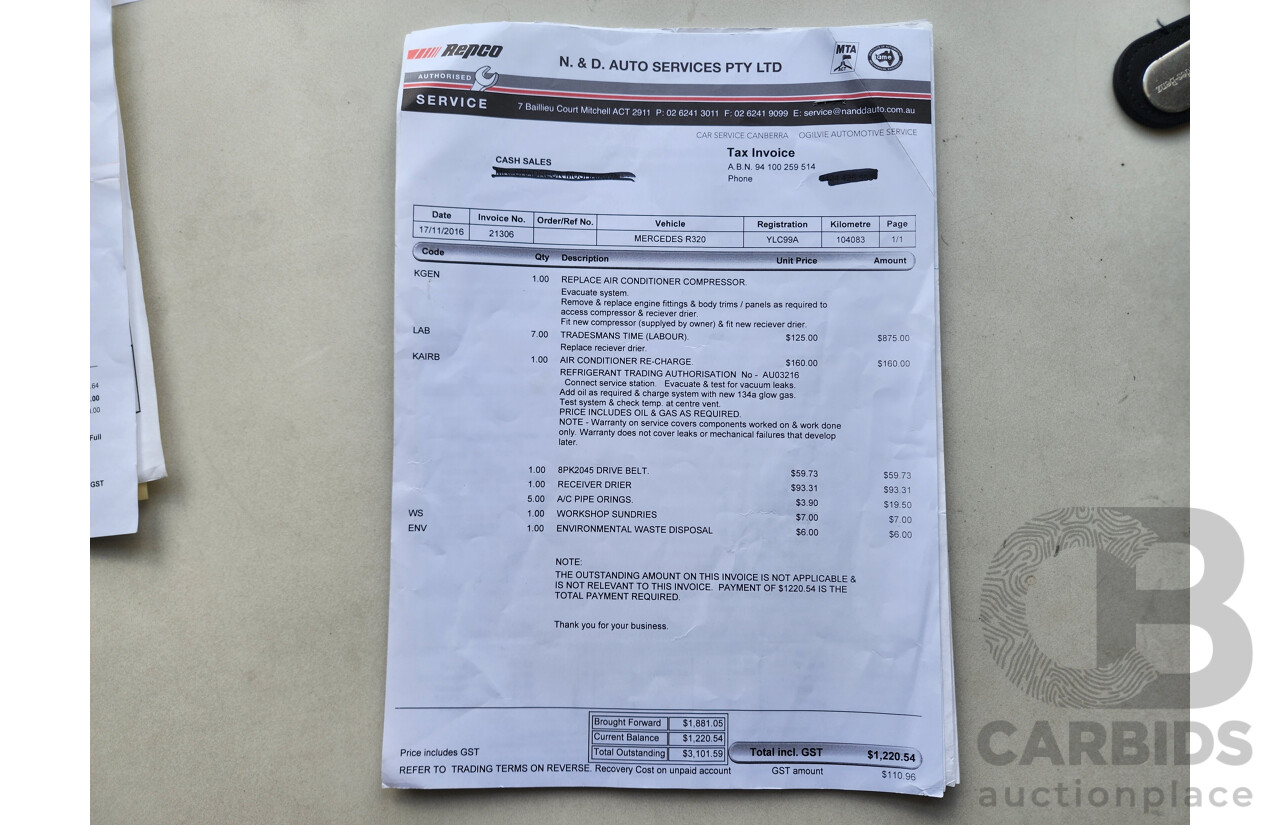 Repco
AUTHORISED
SERVICE
N. & D. AUTO SERVICES PTY LTD
MTA
7 Baillieu Court Mitchell ACT 2911 P: 02 6241 3011 F: 02 6241 9099 E: service@nanddauto.com.au
CAR SERVICE CANBERRA OGILVIE AUTOMOTIVE SERVICE
CASH SALES
Tax Invoice
A.B.N. 94 100 259 514
Phone
Date Invoice No. Order/Ref No. Vehicle Registration Kilometre Page
17/11/2016 21306 MERCEDES R320 YLC99A 104083 1/1
Code Qty Description Unit Price Amount
KGEN 1.00 REPLACE AIR CONDITIONER COMPRESSOR.
Evacuate system.
Remove & replace engine fittings & body trims / panels as required to
access compressor & reciever drier.
Fit new compressor (supplyed by owner) & fit new reciever drier.
LAB 7.00 TRADESMANS TIME (LABOUR). $125.00 $875.00
Replace reciever drier.
KAIRB 1.00 AIR CONDITIONER RE-CHARGE. $160.00 $160.00
REFRIGERANT TRADING AUTHORISATION No - AU03216
Connect service station. Evacuate & test for vacuum leaks.
Add oil as required & charge system with new 134a glow gas.
Test system & check temp. at centre vent.
PRICE INCLUDES OIL & GAS AS REQUIRED.
NOTE - Warranty on service covers components worked on & work done
only. Warranty does not cover leaks or mechanical failures that develop
later.
1.00 8PK2045 DRIVE BELT. $59.73 $59.73
1.00 RECEIVER DRIER $93.31 $93.31
5.00 A/C PIPE ORINGS. $3.90 $19.50
WS 1.00 WORKSHOP SUNDRIES $7.00 $7.00
ENV 1.00 ENVIRONMENTAL WASTE DISPOSAL $6.00 $6.00
NOTE:
THE OUTSTANDING AMOUNT ON THIS INVOICE IS NOT APPLICABLE &
IS NOT RELEVANT TO THIS INVOICE. PAYMENT OF $1220.54 IS THE
TOTAL PAYMENT REQUIRED.
Thank you for your business.
Brought Forward $1,881.05
Current Balance $1,220.54
Total Outstanding $3,101.59
Price includes GST
Total incl. GST $1,220.54
REFER TO TRADING TERMS ON REVERSE. Recovery Cost on unpaid account
GST amount $110.96
.64
.00
.00
Full
GST
CARBIDS
auctionplace